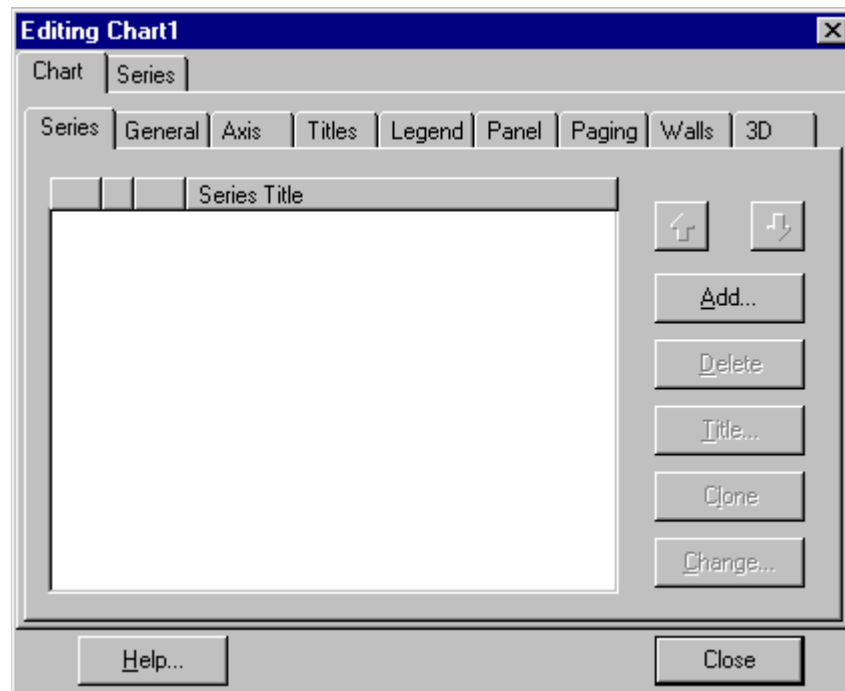 Editing Chart1
Chart Series
Series General Axis Titles Legend Panel Paging Walls 3D
Series Title
Add...
Delete
Title...
Clone
Change...
Help... Close